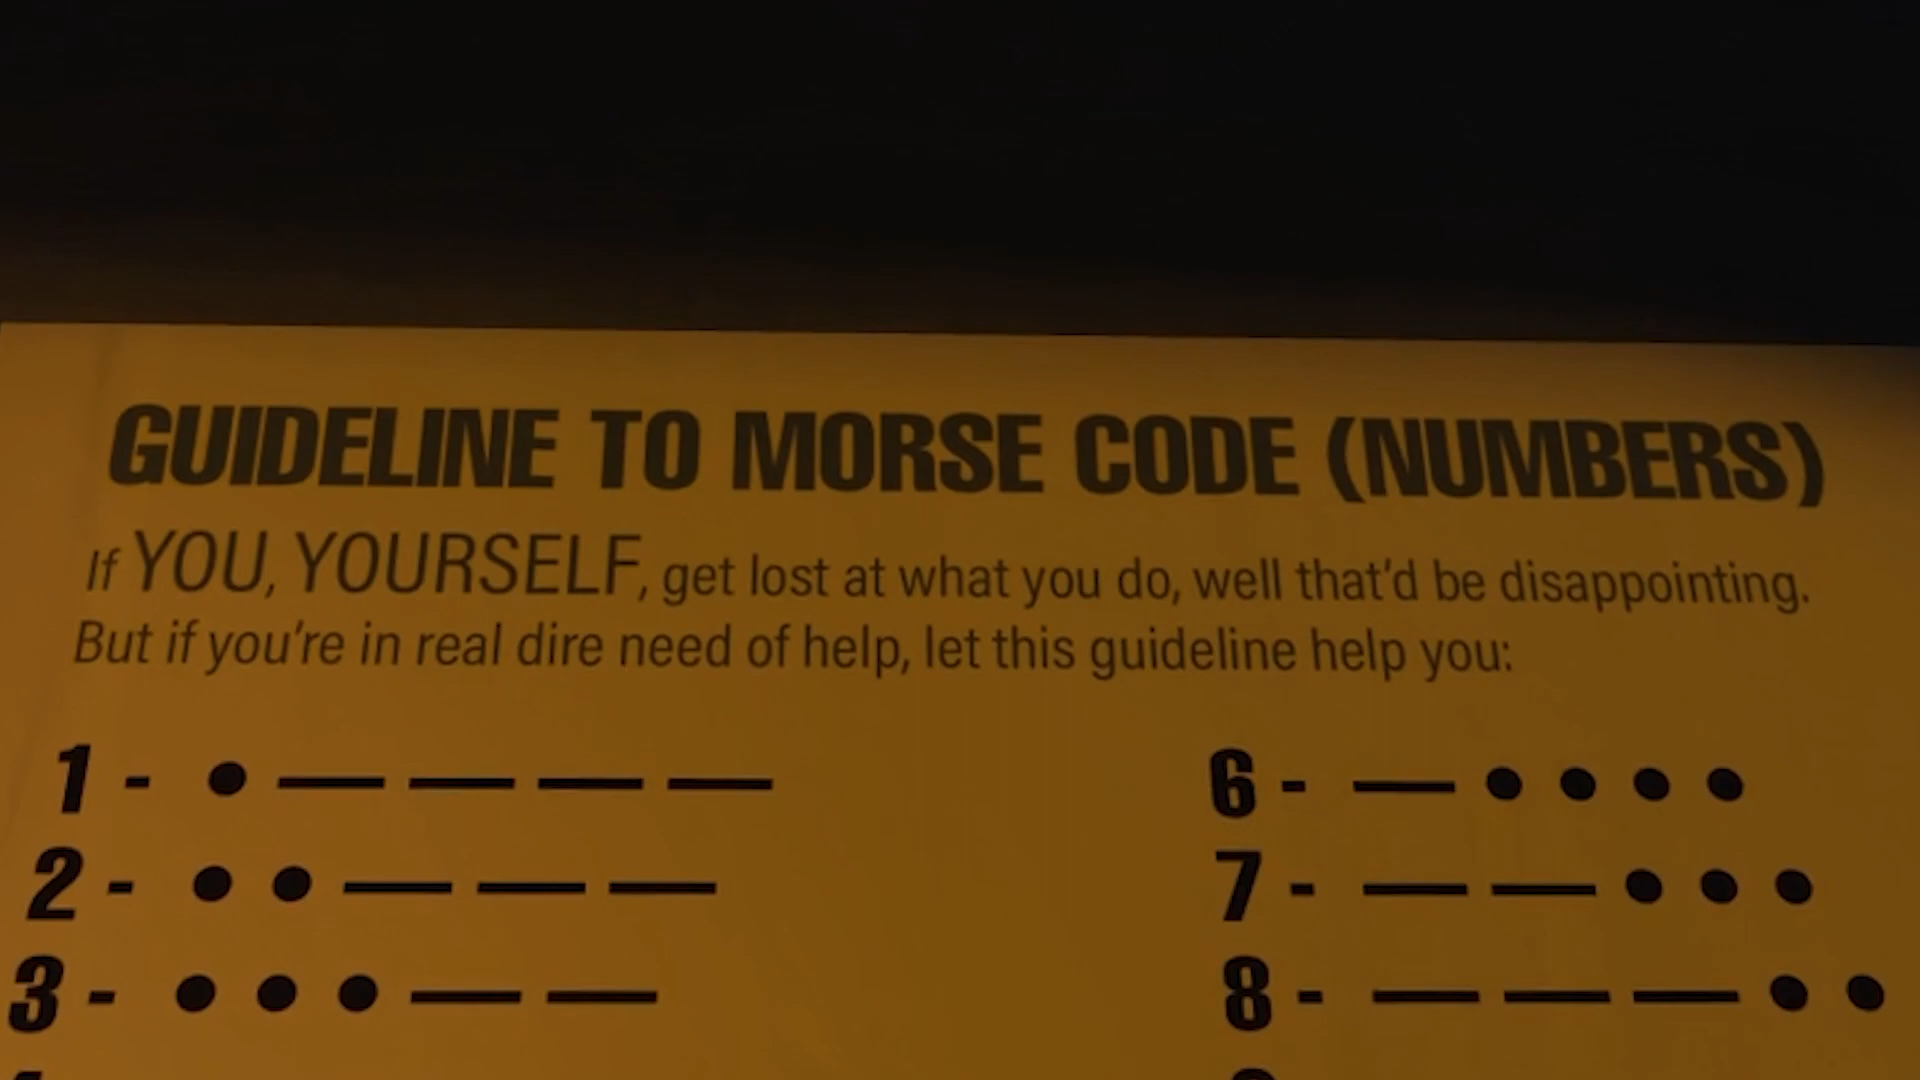 GUIDELINE TO MORSE CODE (NUMBERS)
If YOU, YOURSELF, get lost at what you do, well that'd be disappointing.
But if you're in real dire need of help, let this guideline help you:
1 - • — — — —
2 - • • — — —
3 - • • • — —
6 - — • • • •
7 - — — • • •
8 - — — — • •